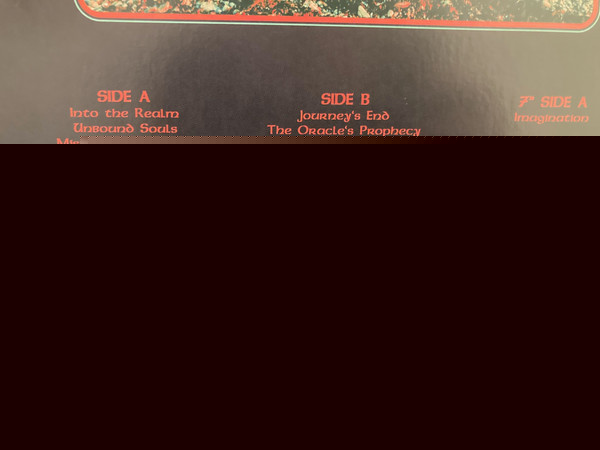 SIDE A
Into the Realm
Unbound Souls
SIDE B
Journey's End
The Oracle's Prophecy
7" SIDE A
Imagination